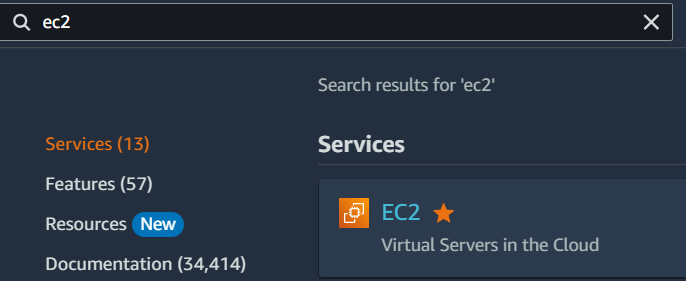 ec2
Search results for 'ec2'
Services (13)
Features (57)
Resources New
Documentation (34,414)
Services
EC2
Virtual Servers in the Cloud